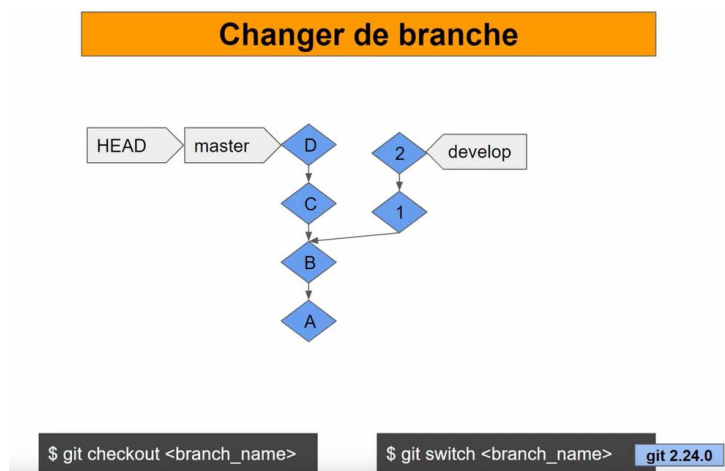 Changer de branche
HEAD
master
D
2
develop
C
1
B
A
$ git checkout <branch_name>
$ git switch <branch_name>
git 2.24.0